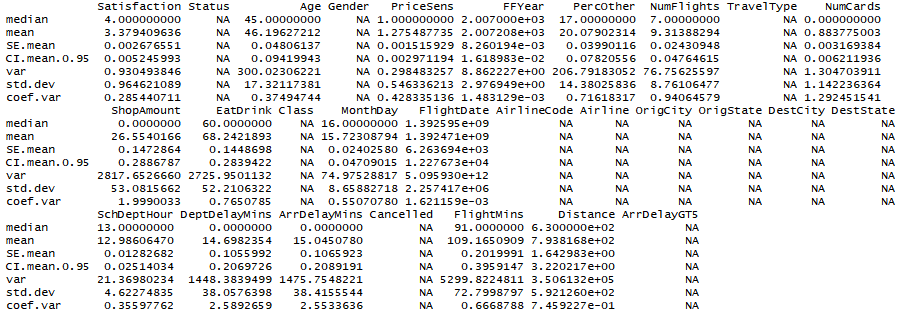 Satisfaction Status Age Gender PriceSens FFYear PercOther NumFlights TravelType NumCards
median 4.000000000 NA 45.00000000 NA 1.000000000 2.007000e+03 17.00000000 7.00000000 NA 0.000000000
mean 3.379409636 NA 46.19627212 NA 1.275487735 2.007208e+03 20.07902314 9.31388294 NA 0.883775003
SE.mean 0.002676551 NA 0.04806137 NA 0.001515929 8.260194e-03 0.03990116 0.02430948 NA 0.003169384
CI.mean.0.95 0.005245993 NA 0.09419943 NA 0.002971194 1.618983e-02 0.07820556 0.04764615 NA 0.006211936
var 0.930493846 NA 300.02306221 NA 0.298483257 8.862227e+00 206.79183052 76.75625597 NA 1.304703911
std.dev 0.964621089 NA 17.32117381 NA 0.546336213 2.976949e+00 14.38025836 8.76106477 NA 1.142236364
coef.var 0.285440711 NA 0.37494744 NA 0.428335136 1.483129e-03 0.71618317 0.94064579 NA 1.292451541
ShopAmount EatDrink Class MonthDay FlightDate AirlineCode Airline OrigCity OrigState DestCity DestState
median 0.0000000 60.0000000 NA 16.00000000 1.392595e+09 NA NA NA NA NA NA
mean 26.5540166 68.2421893 NA 15.72308794 1.392471e+09 NA NA NA NA NA NA
SE.mean 0.1472864 0.1448698 NA 0.02402580 6.263694e+03 NA NA NA NA NA NA
CI.mean.0.95 0.2886787 0.2839422 NA 0.04709015 1.227673e+04 NA NA NA NA NA NA
var 2817.6526660 2725.9501132 NA 74.97528817 5.095930e+12 NA NA NA NA NA NA
std.dev 53.0815662 52.2106322 NA 8.65882718 2.257417e+06 NA NA NA NA NA NA
coef.var 1.9990033 0.7650785 NA 0.55070780 1.621159e-03 NA NA NA NA NA NA
SchDeptHour DeptDelayMins ArrDelayMins Cancelled FlightMins Distance ArrDelayGT5
median 13.00000000 0.0000000 0.0000000 NA 91.0000000 6.300000e+02 NA
mean 12.98606470 14.6982354 15.0450780 NA 109.1650909 7.938168e+02 NA
SE.mean 0.01282682 0.1055992 0.1065923 NA 0.2019991 1.642983e+00 NA
CI.mean.0.95 0.02514034 0.2069726 0.2089191 NA 0.3959147 3.220217e+00 NA
var 21.36980234 1448.3839499 1475.7548221 NA 5299.8224811 3.506132e+05 NA
std.dev 4.62274835 38.0576398 38.4155544 NA 72.7998797 5.921260e+02 NA
coef.var 0.35597762 2.5892659 2.5533636 NA 0.6668788 7.459227e-01 NA